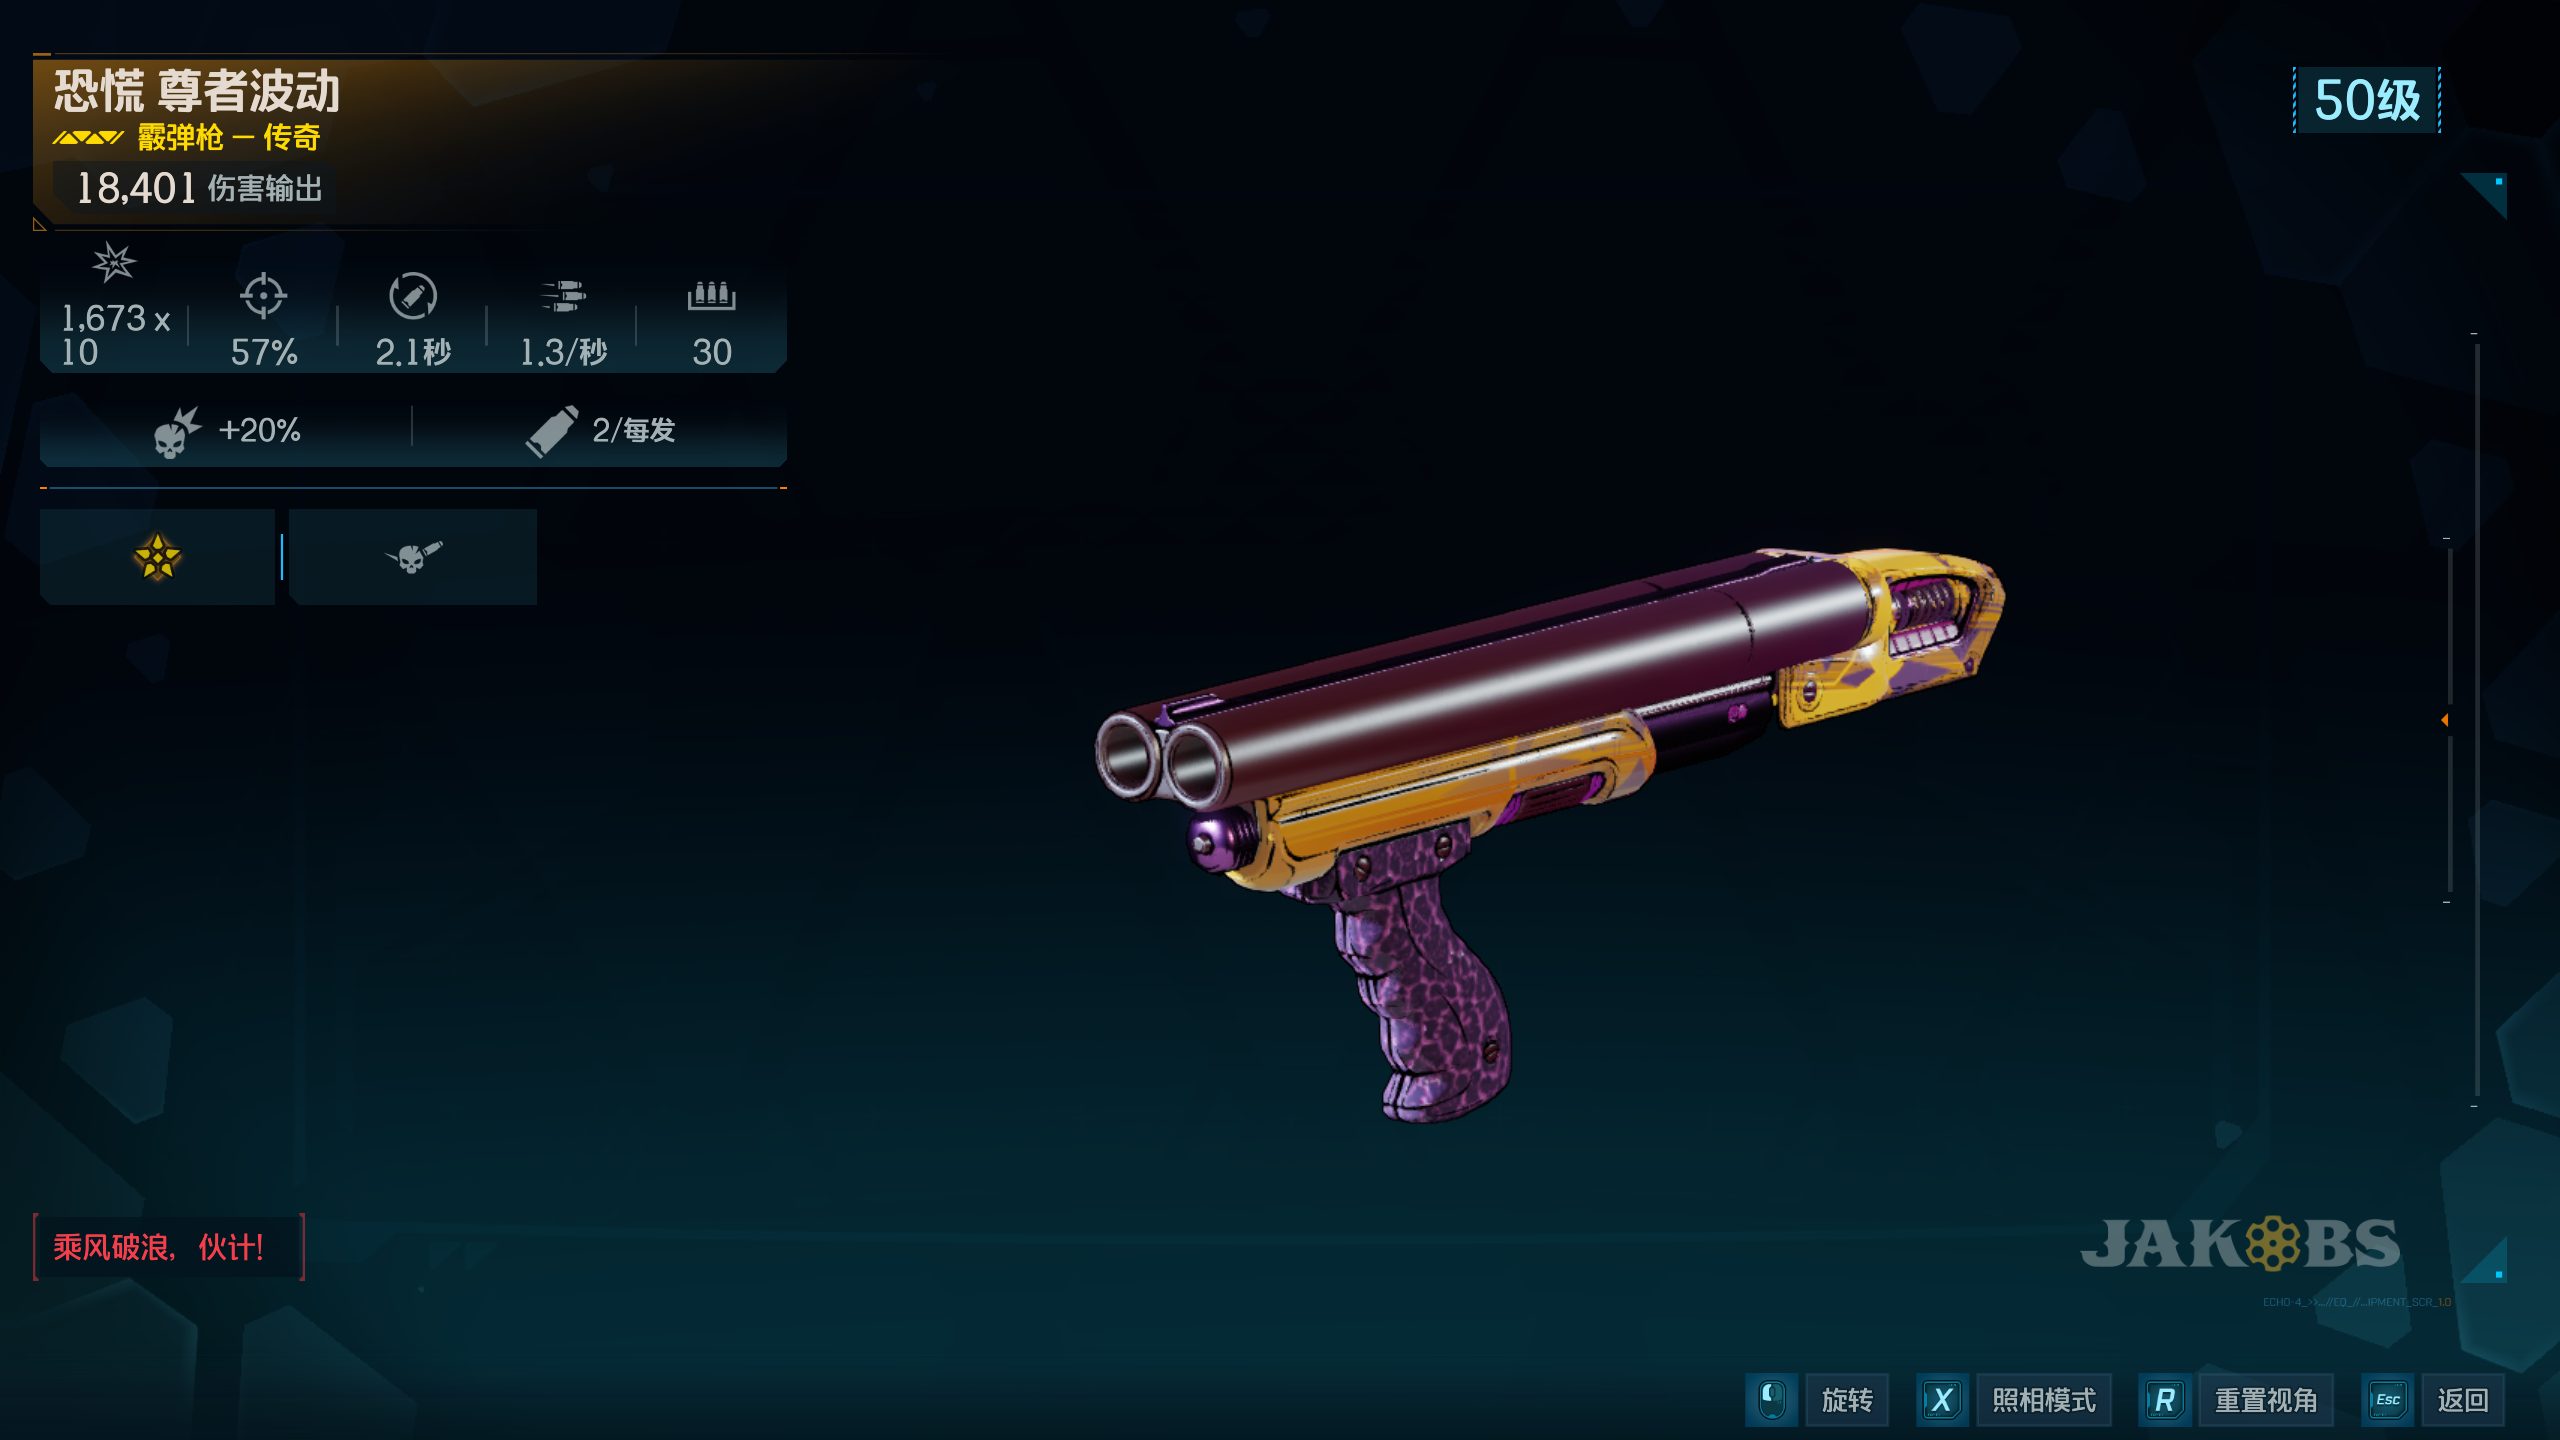 恐慌 尊者波动
霰弹枪 — 传奇
18,401 伤害输出
50级
1,673 x 10
57%
2.1秒
1.3/秒
30
+20%
2/每发
乘风破浪，伙计！
JAKOBS
旋转
X 照相模式
R 重置视角
Esc 返回